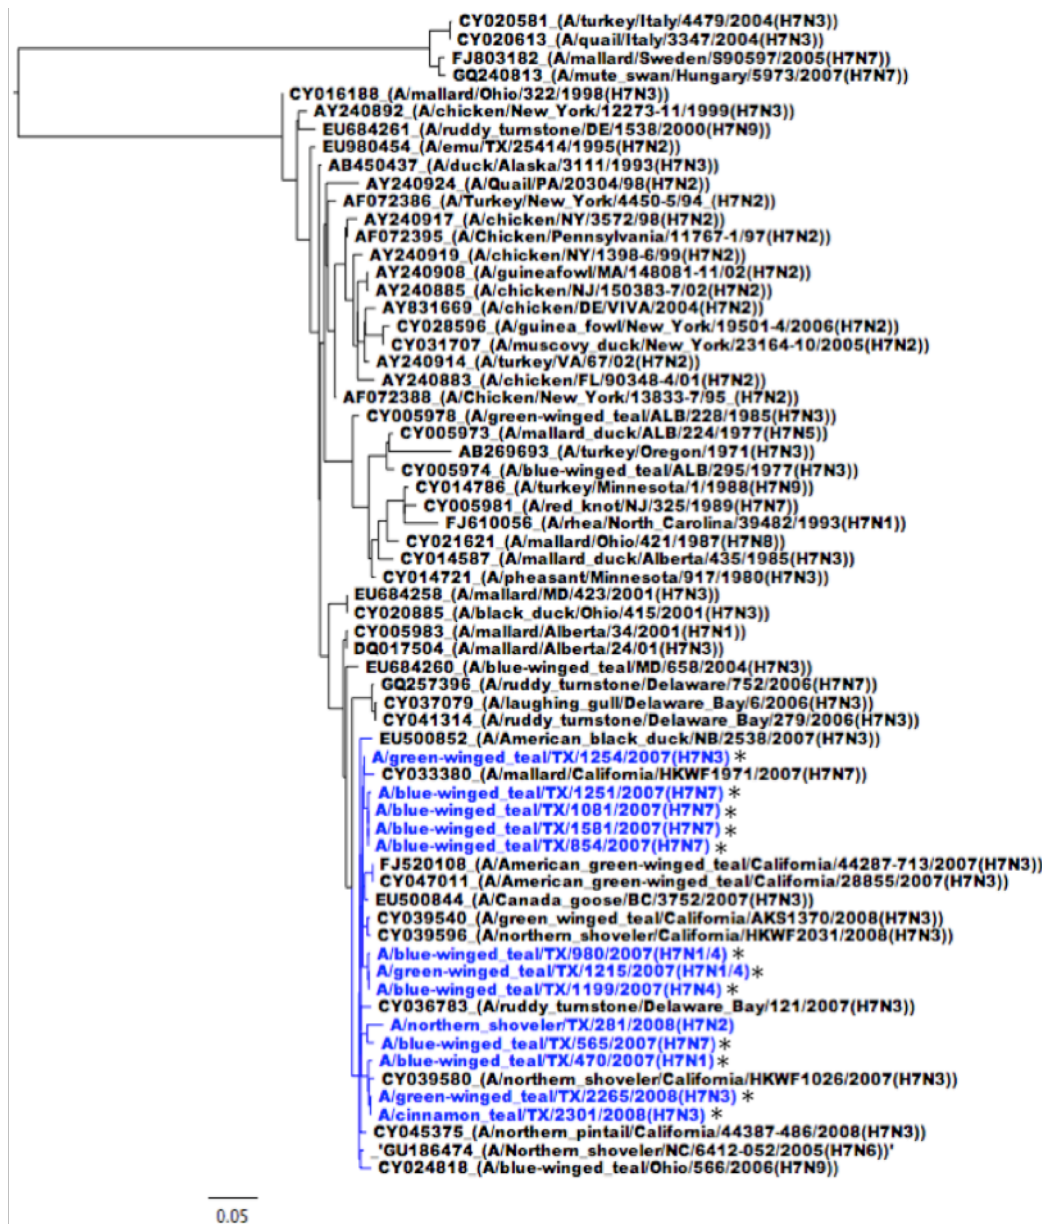 CY020581_(A/turkey/Italy/4479/2004(H7N3))
CY020613_(A/quail/Italy/3347/2004(H7N3))
FJ803182_(A/mallard/Sweden/S90597/2005(H7N7))
GQ240813_(A/mute_swan/Hungary/5973/2007(H7N7))
CY016188_(A/mallard/Ohio/322/1998(H7N3))
AY240892_(A/chicken/New_York/12273-11/1999(H7N3))
EU684261_(A/ruddy_turnstone/DE/1538/2000(H7N9))
EU980454_(A/emu/TX/25414/1995(H7N2))
AB450437_(A/duck/Alaska/3111/1993(H7N3))
AY240924_(A/Quail/PA/20304/98(H7N2))
AF072386_(A/Turkey/New_York/4450-5/94_(H7N2))
AY240917_(A/chicken/NY/3572/98(H7N2))
AF072395_(A/Chicken/Pennsylvania/11767-1/97(H7N2))
AY240919_(A/chicken/NY/1398-6/99(H7N2))
AY240908_(A/guineafowl/MA/148081-11/02(H7N2))
AY240885_(A/chicken/NJ/150383-7/02(H7N2))
AY831669_(A/chicken/DE/VIVA/2004(H7N2))
CY028596_(A/guinea_fowl/New_York/19501-4/2006(H7N2))
CY031707_(A/muscovy_duck/New_York/23164-10/2005(H7N2))
AY240914_(A/turkey/VA/67/02(H7N2))
AY240883_(A/chicken/FL/90348-4/01(H7N2))
AF072388_(A/Chicken/New_York/13833-7/95_(H7N2))
CY005978_(A/green-winged_teal/ALB/228/1985(H7N3))
CY005973_(A/mallard_duck/ALB/224/1977(H7N5))
AB269693_(A/turkey/Oregon/1971(H7N3))
CY005974_(A/blue-winged_teal/ALB/295/1977(H7N3))
CY014786_(A/turkey/Minnesota/1/1988(H7N9))
CY005981_(A/red_knot/NJ/325/1989(H7N7))
FJ610056_(A/rhea/North_Carolina/39482/1993(H7N1))
CY021621_(A/mallard/Ohio/421/1987(H7N8))
CY014587_(A/mallard_duck/Alberta/435/1985(H7N3))
CY014721_(A/pheasant/Minnesota/917/1980(H7N3))
EU684258_(A/mallard/MD/423/2001(H7N3))
CY020885_(A/black_duck/Ohio/415/2001(H7N3))
CY005983_(A/mallard/Alberta/34/2001(H7N1))
DQ017504_(A/mallard/Alberta/24/01(H7N3))
EU684260_(A/blue-winged_teal/MD/658/2004(H7N3))
GQ257396_(A/ruddy_turnstone/Delaware/752/2006(H7N7))
CY037079_(A/laughing_gull/Delaware_Bay/6/2006(H7N3))
CY041314_(A/ruddy_turnstone/Delaware_Bay/279/2006(H7N3))
EU500852_(A/American_black_duck/NB/2538/2007(H7N3))
A/green-winged_teal/TX/1254/2007(H7N3) *
CY033380_(A/mallard/California/HKWF1971/2007(H7N7))
A/blue-winged_teal/TX/1251/2007(H7N7) *
A/blue-winged_teal/TX/1081/2007(H7N7) *
A/blue-winged_teal/TX/1581/2007(H7N7) *
A/blue-winged_teal/TX/854/2007(H7N7) *
FJ520108_(A/American_green-winged_teal/California/44287-713/2007(H7N3))
CY047011_(A/American_green-winged_teal/California/28855/2007(H7N3))
EU500844_(A/Canada_goose/BC/3752/2007(H7N3))
CY039540_(A/green_winged_teal/California/AKS1370/2008(H7N3))
CY039596_(A/northern_shoveler/California/HKWF2031/2008(H7N3))
A/blue-winged_teal/TX/980/2007(H7N1/4) *
A/green-winged_teal/TX/1215/2007(H7N1/4) *
A/blue-winged_teal/TX/1199/2007(H7N4) *
CY036783_(A/ruddy_turnstone/Delaware_Bay/121/2007(H7N3))
A/northern_shoveler/TX/281/2008(H7N2)
A/blue-winged_teal/TX/565/2007(H7N7) *
A/blue-winged_teal/TX/470/2007(H7N1) *
CY039580_(A/northern_shoveler/California/HKWF1026/2007(H7N3))
A/green-winged_teal/TX/2265/2008(H7N3) *
A/cinnamon_teal/TX/2301/2008(H7N3) *
CY045375_(A/northern_pintail/California/44387-486/2008(H7N3))
_'GU186474_(A/Northern_shoveler/NC/6412-052/2005(H7N6))'
CY024818_(A/blue-winged_teal/Ohio/566/2006(H7N9))
0.05